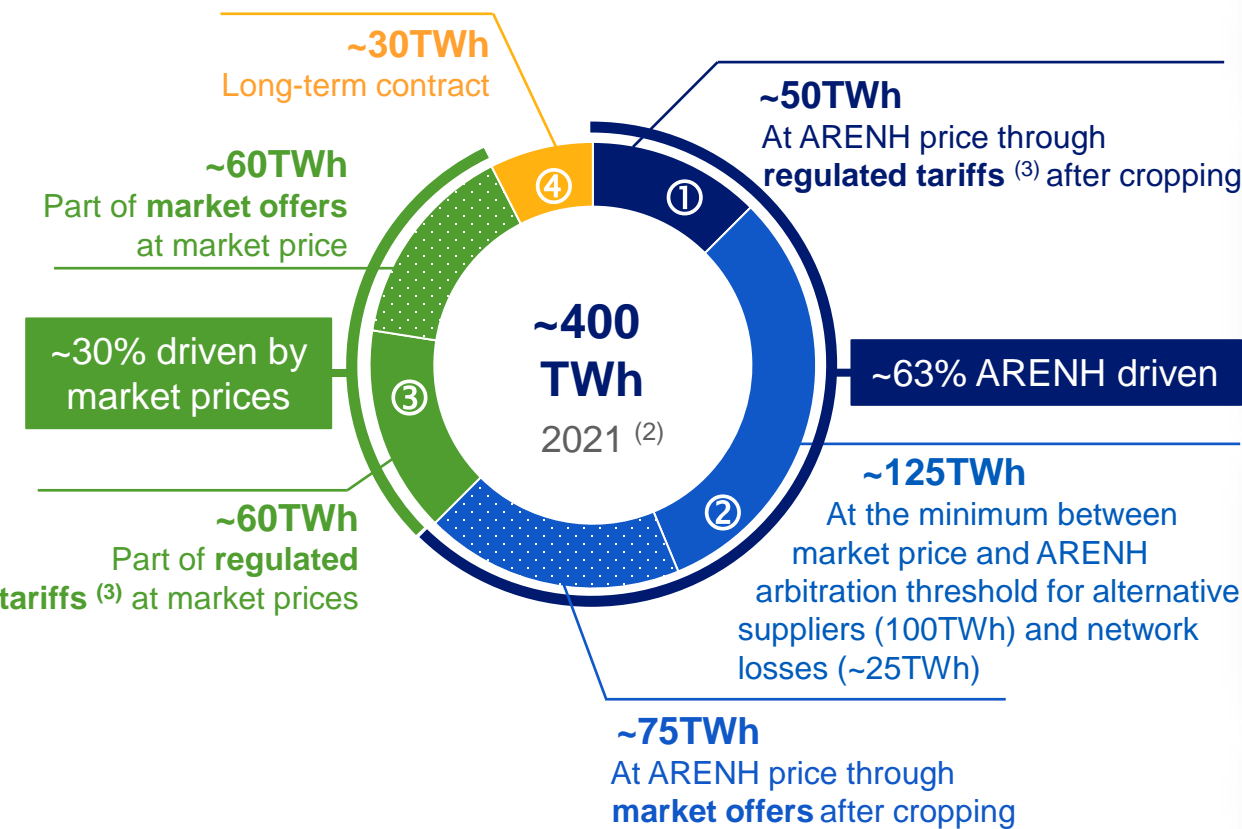 ~30TWh
Long-term contract
~50TWh
At ARENH price through
regulated tariffs (3) after cropping
~60TWh
Part of market offers
at market price
④
①
~400
TWh
2021 (2)
~30% driven by
market prices
~63% ARENH driven
③
②
~60TWh
Part of regulated
tariffs (3) at market prices
~125TWh
At the minimum between
market price and ARENH
arbitration threshold for alternative
suppliers (100TWh) and network
losses (~25TWh)
~75TWh
At ARENH price through
market offers after cropping